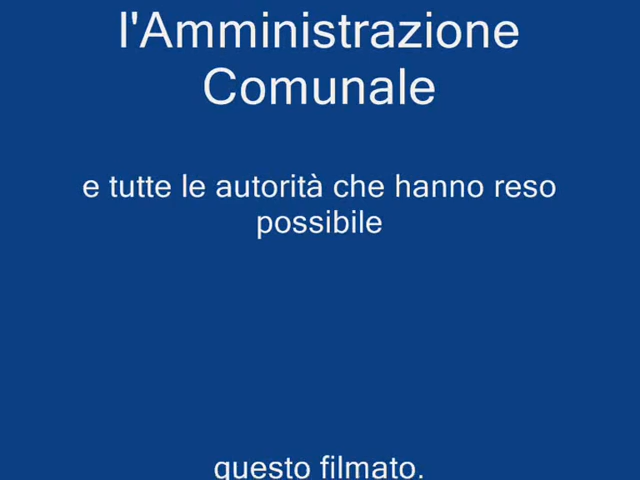 l'Amministrazione
Comunale
e tutte le autorità che hanno reso
possibile
questo filmato.